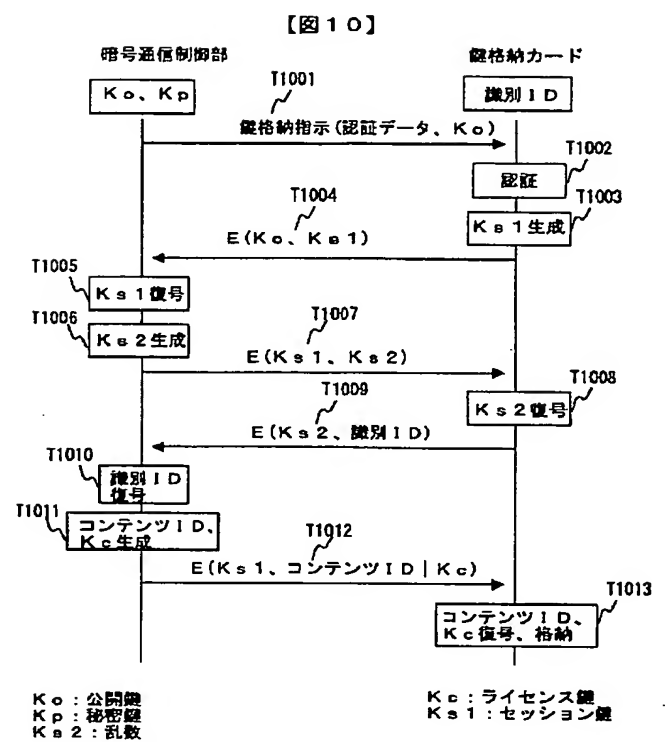 【図１０】
暗号通信制御部
鍵格納カード
Ｋｏ、Ｋｐ
識別ＩＤ
T1001
鍵格納指示(認証データ、Ｋｏ)
T1002
認証
T1003
Ｋｓ１生成
T1004
Ｅ(Ｋｏ、Ｋｓ１)
T1005
Ｋｓ１復号
T1006
Ｋｓ２生成
T1007
Ｅ(Ｋｓ１、Ｋｓ２)
T1008
Ｋｓ２復号
T1009
Ｅ(Ｋｓ２、識別ＩＤ)
T1010
識別ＩＤ
復号
T1011
コンテンツＩＤ、
Ｋｃ生成
T1012
Ｅ(Ｋｓ１、コンテンツＩＤ｜Ｋｃ)
T1013
コンテンツＩＤ、
Ｋｃ復号、格納
Ｋｏ：公開鍵
Ｋｐ：秘密鍵
Ｋｓ２：乱数
Ｋｃ：ライセンス鍵
Ｋｓ１：セッション鍵